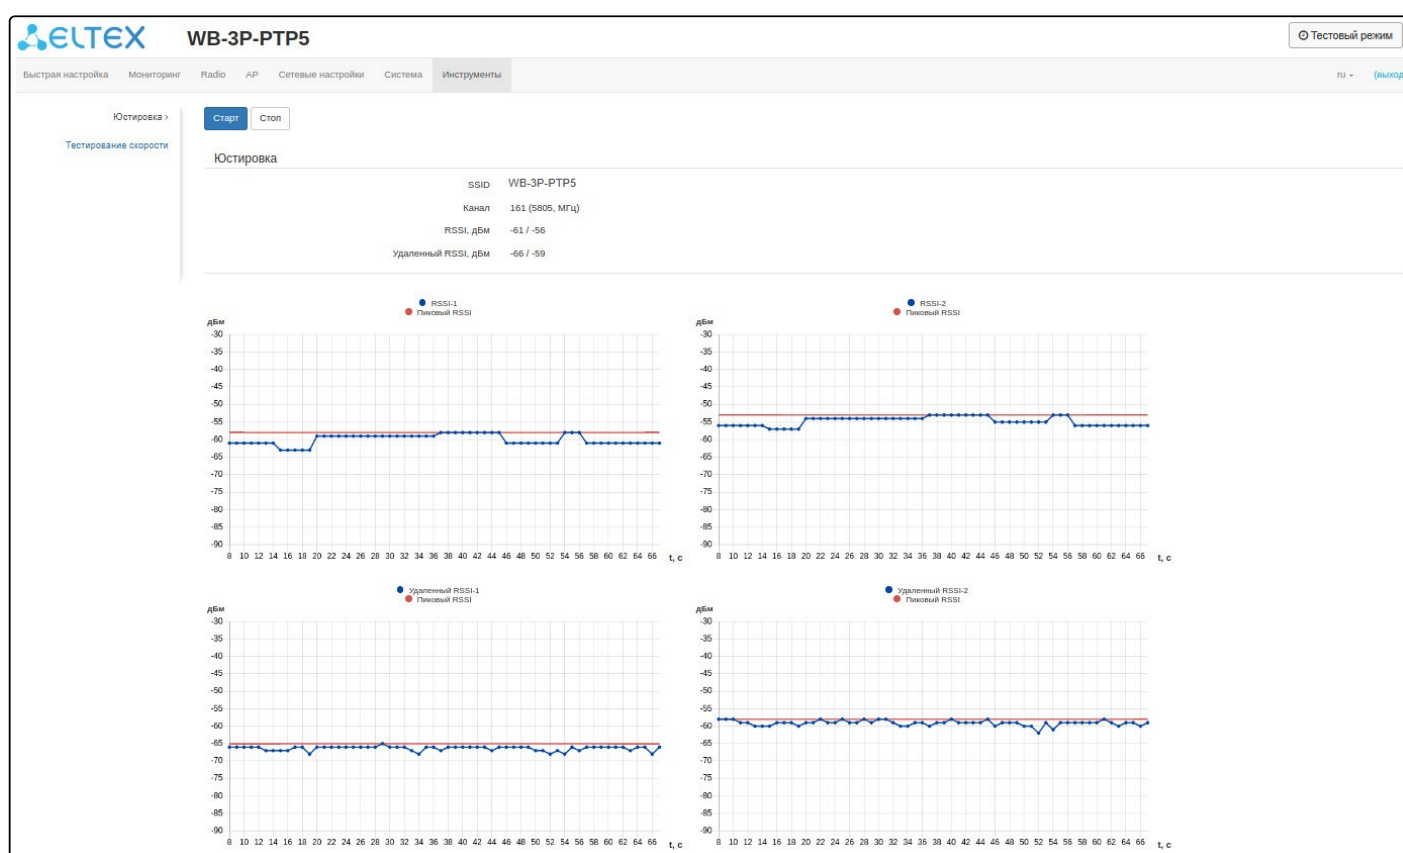 ELTEX WB-3P-PTP5 Тестовый режим
Быстрая настройка Мониторинг Radio AP Сетевые настройки Система Инструменты ru (выход
Юстировка ›
Тестирование скорости
Старт Стоп
Юстировка
SSID WB-3P-PTP5
Канал 161 (5805, МГц)
RSSI, дБм -61 / -56
Удаленный RSSI, дБм -66 / -59
RSSI-1
Пиковый RSSI
дБм
-30
-35
-40
-45
-50
-55
-60
-65
-70
-75
-80
-85
-90
8 10 12 14 16 18 20 22 24 26 28 30 32 34 36 38 40 42 44 46 48 50 52 54 56 58 60 62 64 66 t, c
RSSI-2
Пиковый RSSI
дБм
-30
-35
-40
-45
-50
-55
-60
-65
-70
-75
-80
-85
-90
8 10 12 14 16 18 20 22 24 26 28 30 32 34 36 38 40 42 44 46 48 50 52 54 56 58 60 62 64 66 t, c
Удаленный RSSI-1
Пиковый RSSI
дБм
-30
-35
-40
-45
-50
-55
-60
-65
-70
-75
-80
-85
-90
8 10 12 14 16 18 20 22 24 26 28 30 32 34 36 38 40 42 44 46 48 50 52 54 56 58 60 62 64 66 t, c
Удаленный RSSI-2
Пиковый RSSI
дБм
-30
-35
-40
-45
-50
-55
-60
-65
-70
-75
-80
-85
-90
8 10 12 14 16 18 20 22 24 26 28 30 32 34 36 38 40 42 44 46 48 50 52 54 56 58 60 62 64 66 t, c